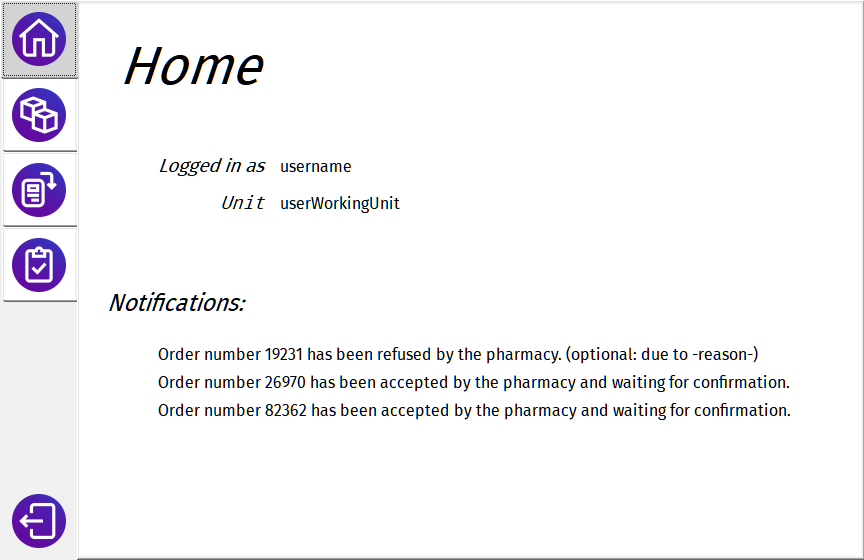 Home
Logged in as username
Unit userWorkingUnit
Notifications:
Order number 19231 has been refused by the pharmacy. (optional: due to -reason-)
Order number 26970 has been accepted by the pharmacy and waiting for confirmation.
Order number 82362 has been accepted by the pharmacy and waiting for confirmation.